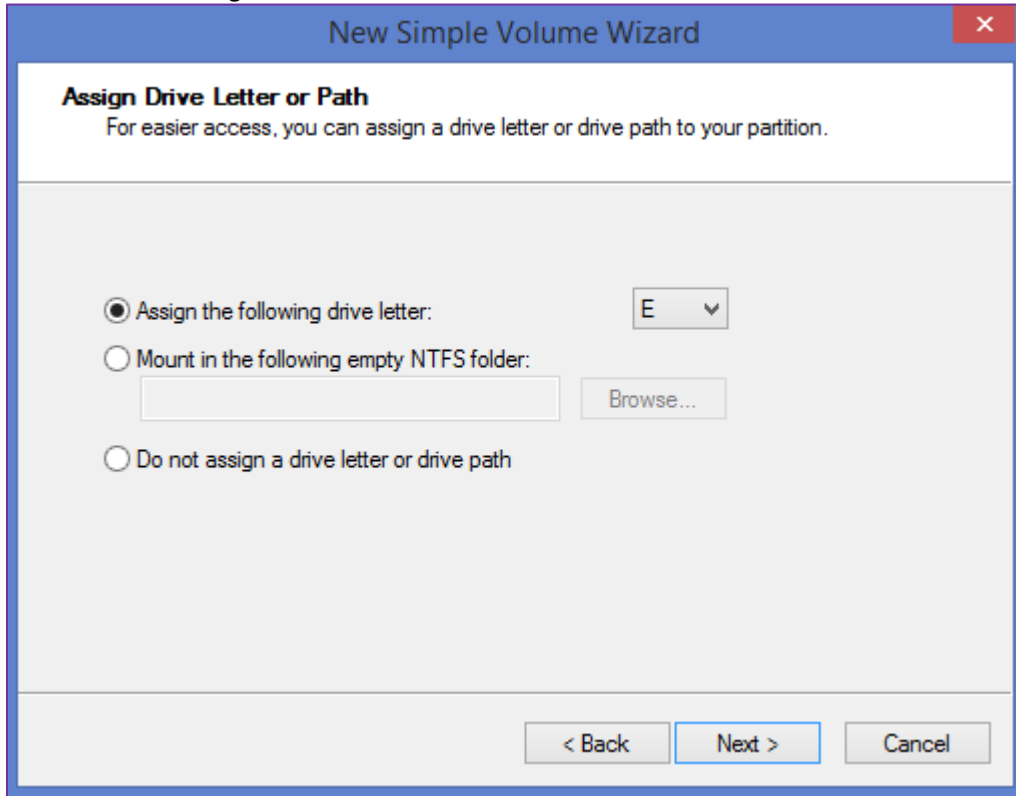 New Simple Volume Wizard
Assign Drive Letter or Path
For easier access, you can assign a drive letter or drive path to your partition.
Assign the following drive letter: E
Mount in the following empty NTFS folder:
Browse...
Do not assign a drive letter or drive path
< Back Next > Cancel